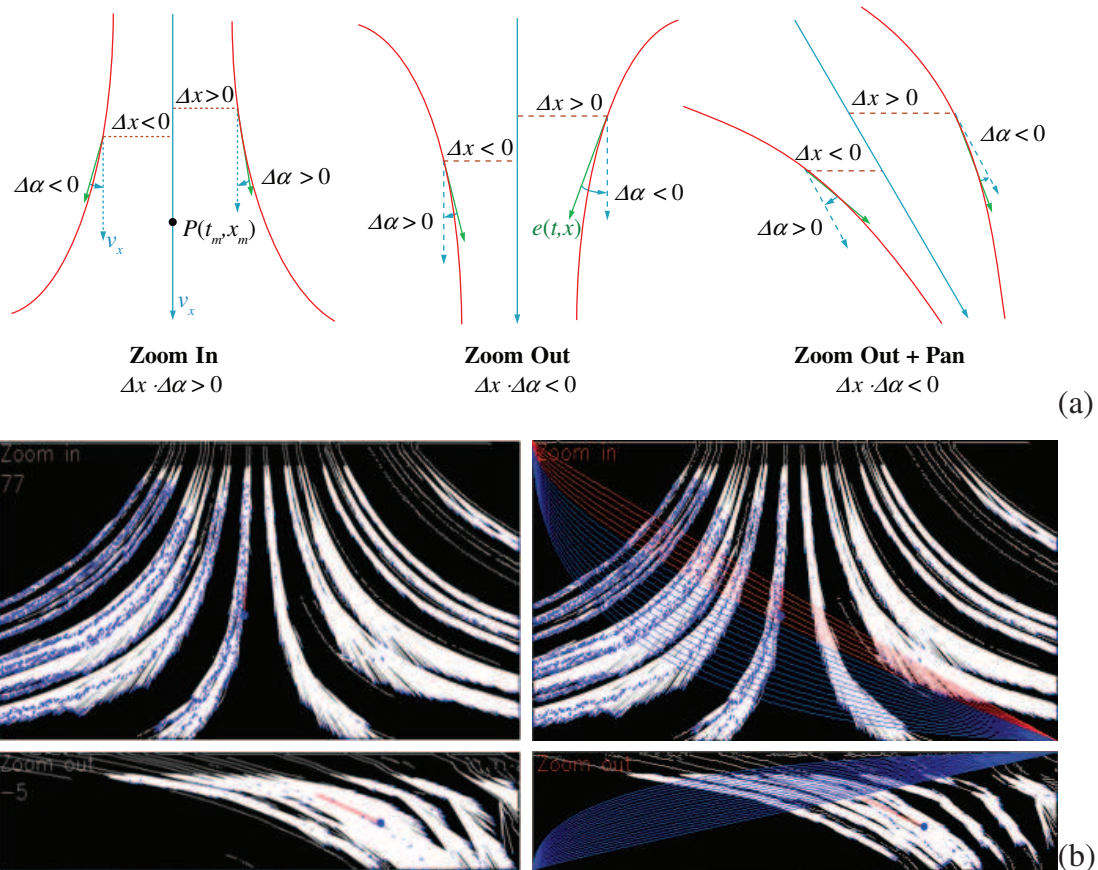 Δx<0
Δx>0
Δα<0
Δα>0
P(t_m,x_m)
v_x
v_x
Zoom In
Δx·Δα>0
Δx>0
Δx<0
Δα<0
Δα>0
e(t,x)
Zoom Out
Δx·Δα<0
Δx>0
Δx<0
Δα<0
Δα>0
Zoom Out + Pan
Δx·Δα<0
(a)
Zoom in
77
Zoom in
Zoom out
-5
Zoom out
(b)